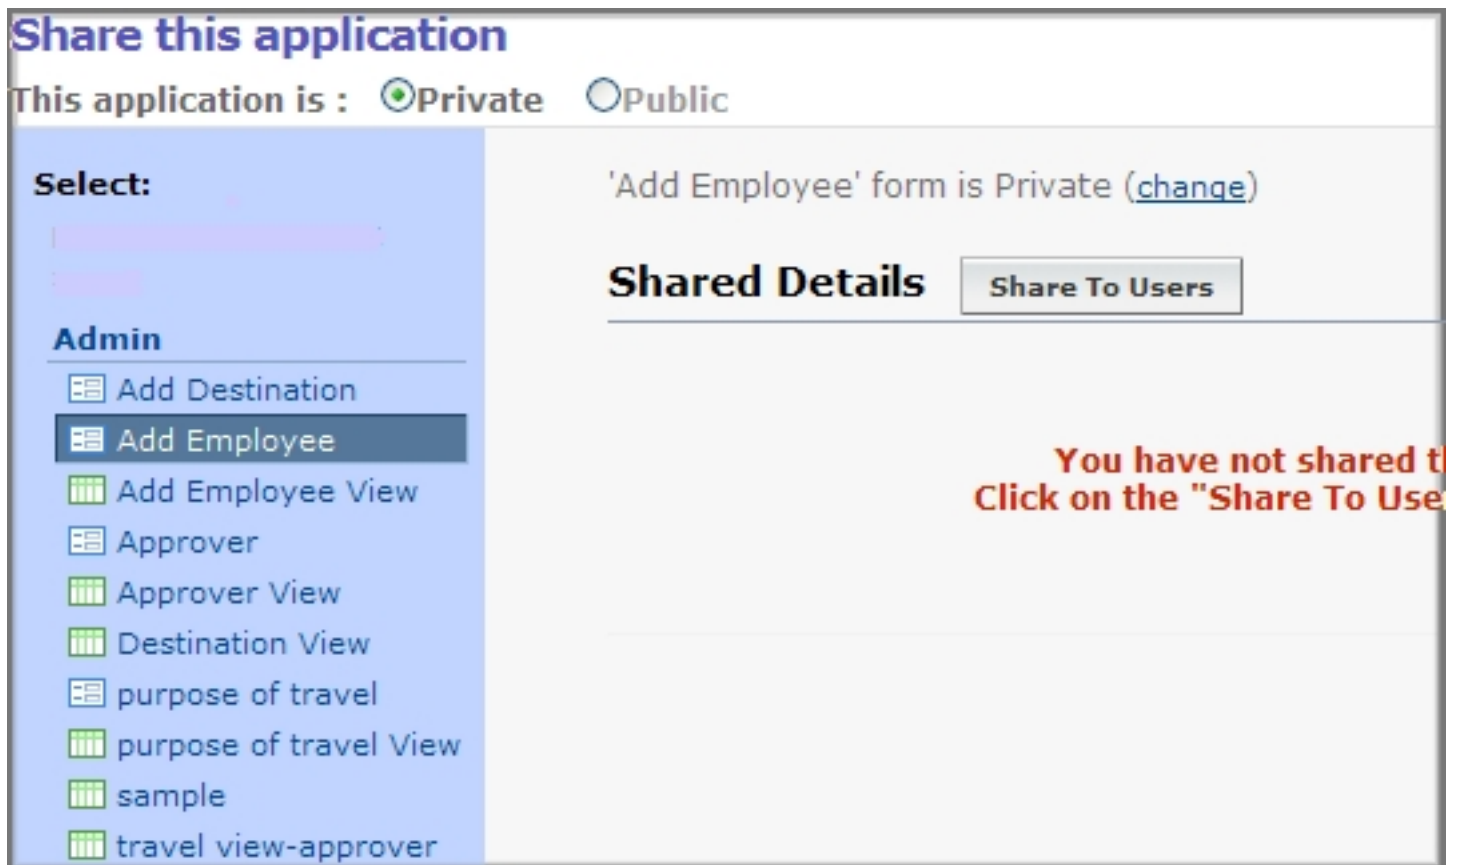 Share this application
This application is : Private Public
Select:
'Add Employee' form is Private (change)
Shared Details Share To Users
Admin
Add Destination
Add Employee
Add Employee View
Approver
Approver View
Destination View
purpose of travel
purpose of travel View
sample
travel view-approver
You have not shared
Click on the "Share To